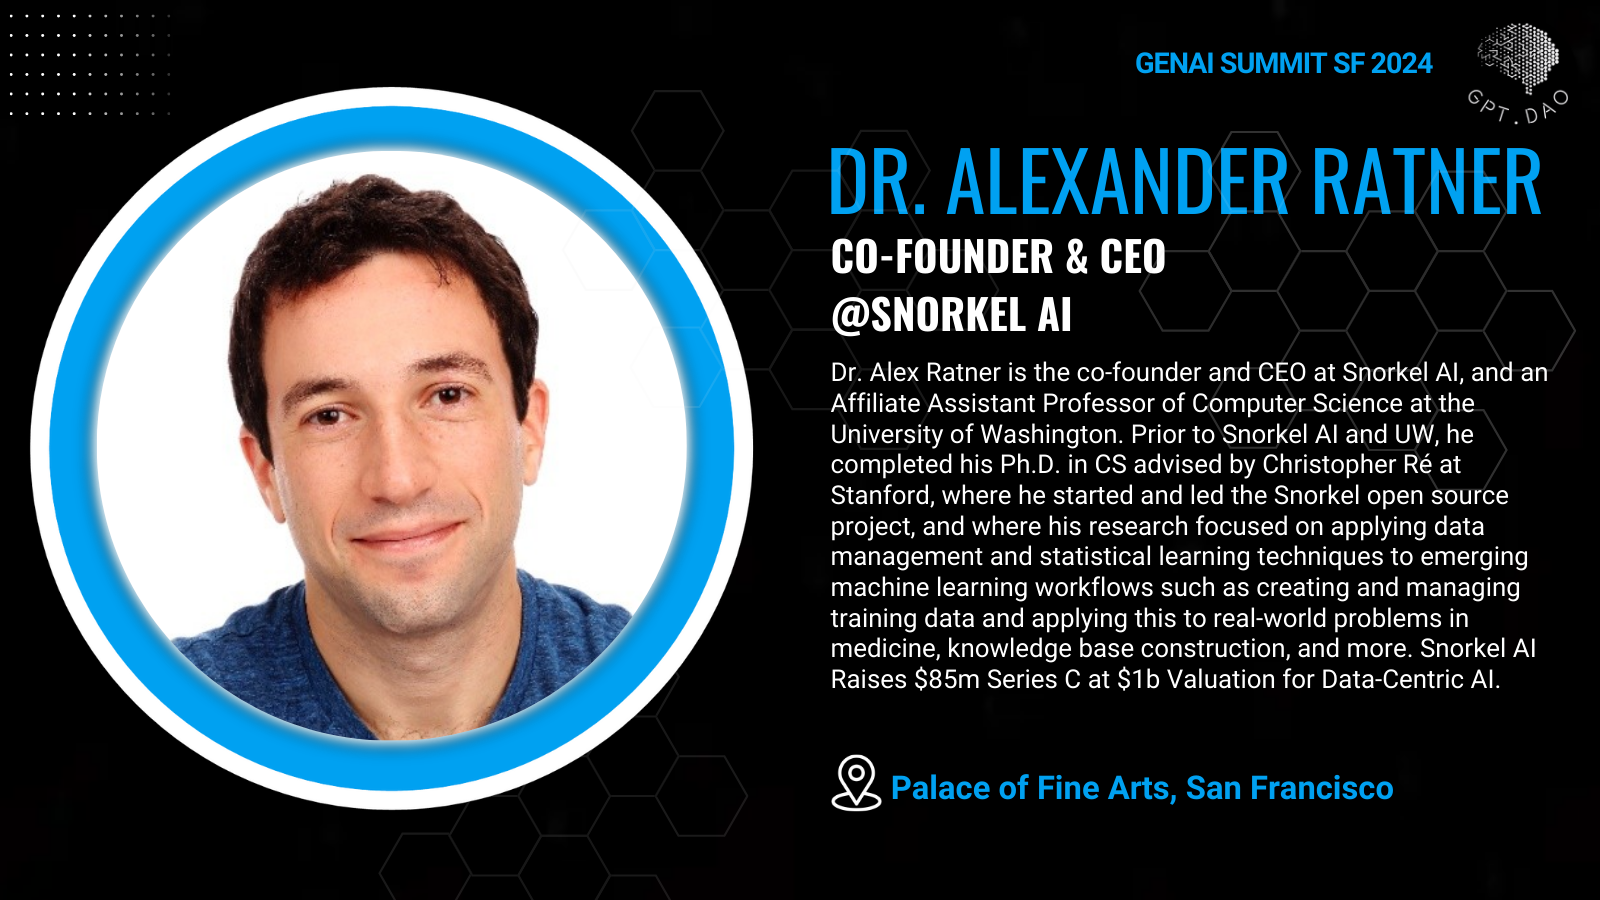 GENAI SUMMIT SF 2024
GPT.DAO
DR. ALEXANDER RATNER
CO-FOUNDER & CEO
@SNORKEL AI
Dr. Alex Ratner is the co-founder and CEO at Snorkel AI, and an
Affiliate Assistant Professor of Computer Science at the
University of Washington. Prior to Snorkel AI and UW, he
completed his Ph.D. in CS advised by Christopher Ré at
Stanford, where he started and led the Snorkel open source
project, and where his research focused on applying data
management and statistical learning techniques to emerging
machine learning workflows such as creating and managing
training data and applying this to real-world problems in
medicine, knowledge base construction, and more. Snorkel AI
Raises $85m Series C at $1b Valuation for Data-Centric AI.
Palace of Fine Arts, San Francisco